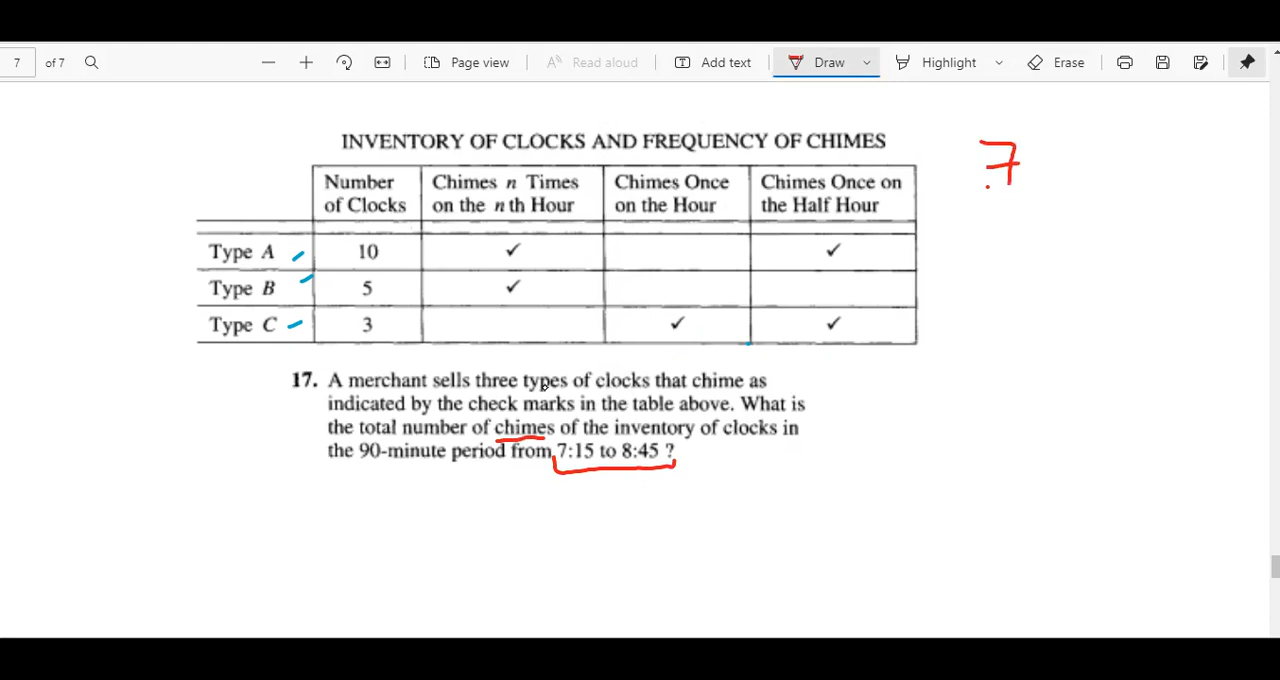 7 of 7 Page view Read aloud Add text Draw Highlight Erase
INVENTORY OF CLOCKS AND FREQUENCY OF CHIMES
7
Number of Clocks Chimes n Times on the nth Hour Chimes Once on the Hour Chimes Once on the Half Hour
Type A 10 ✓ ✓
Type B 5 ✓
Type C 3 ✓ ✓
17. A merchant sells three types of clocks that chime as
indicated by the check marks in the table above. What is
the total number of chimes of the inventory of clocks in
the 90-minute period from 7:15 to 8:45 ?